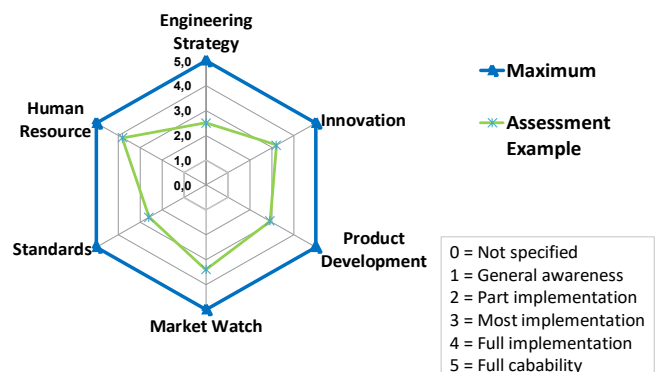 Engineering
Strategy
5,0
4,0
3,0
2,0
1,0
0,0
Human
Resource
Innovation
Standards
Product
Development
Market Watch
Maximum
Assessment
Example
0 = Not specified
1 = General awareness
2 = Part implementation
3 = Most implementation
4 = Full implementation
5 = Full cabability